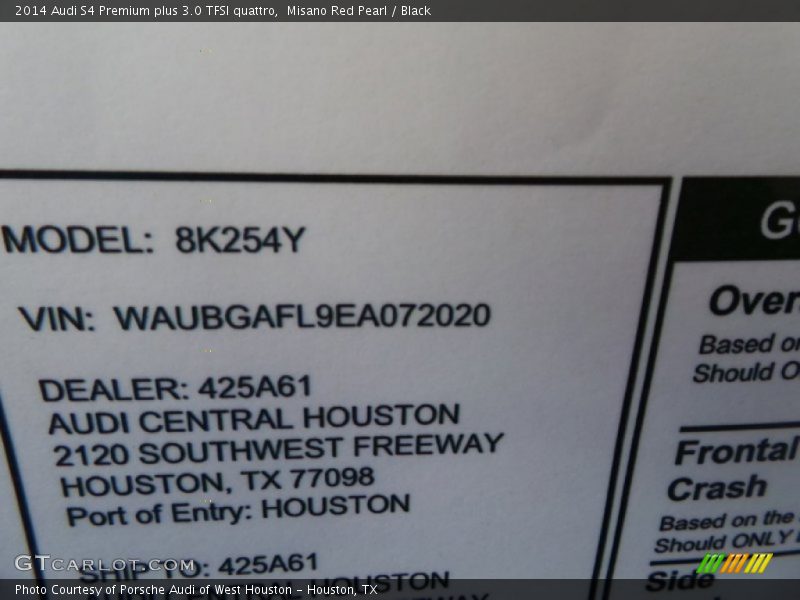 2014 Audi S4 Premium plus 3.0 TFSI quattro, Misano Red Pearl / Black
MODEL: 8K254Y
VIN: WAUBGAFL9EA072020
DEALER: 425A61
AUDI CENTRAL HOUSTON
2120 SOUTHWEST FREEWAY
HOUSTON, TX 77098
Port of Entry: HOUSTON
SHIP TO: 425A61
HOUSTON
Based
Should
Frontal
Crash
Based on the
Should ONLY
Side
GTcarlot.com
Photo Courtesy of Porsche Audi of West Houston - Houston, TX